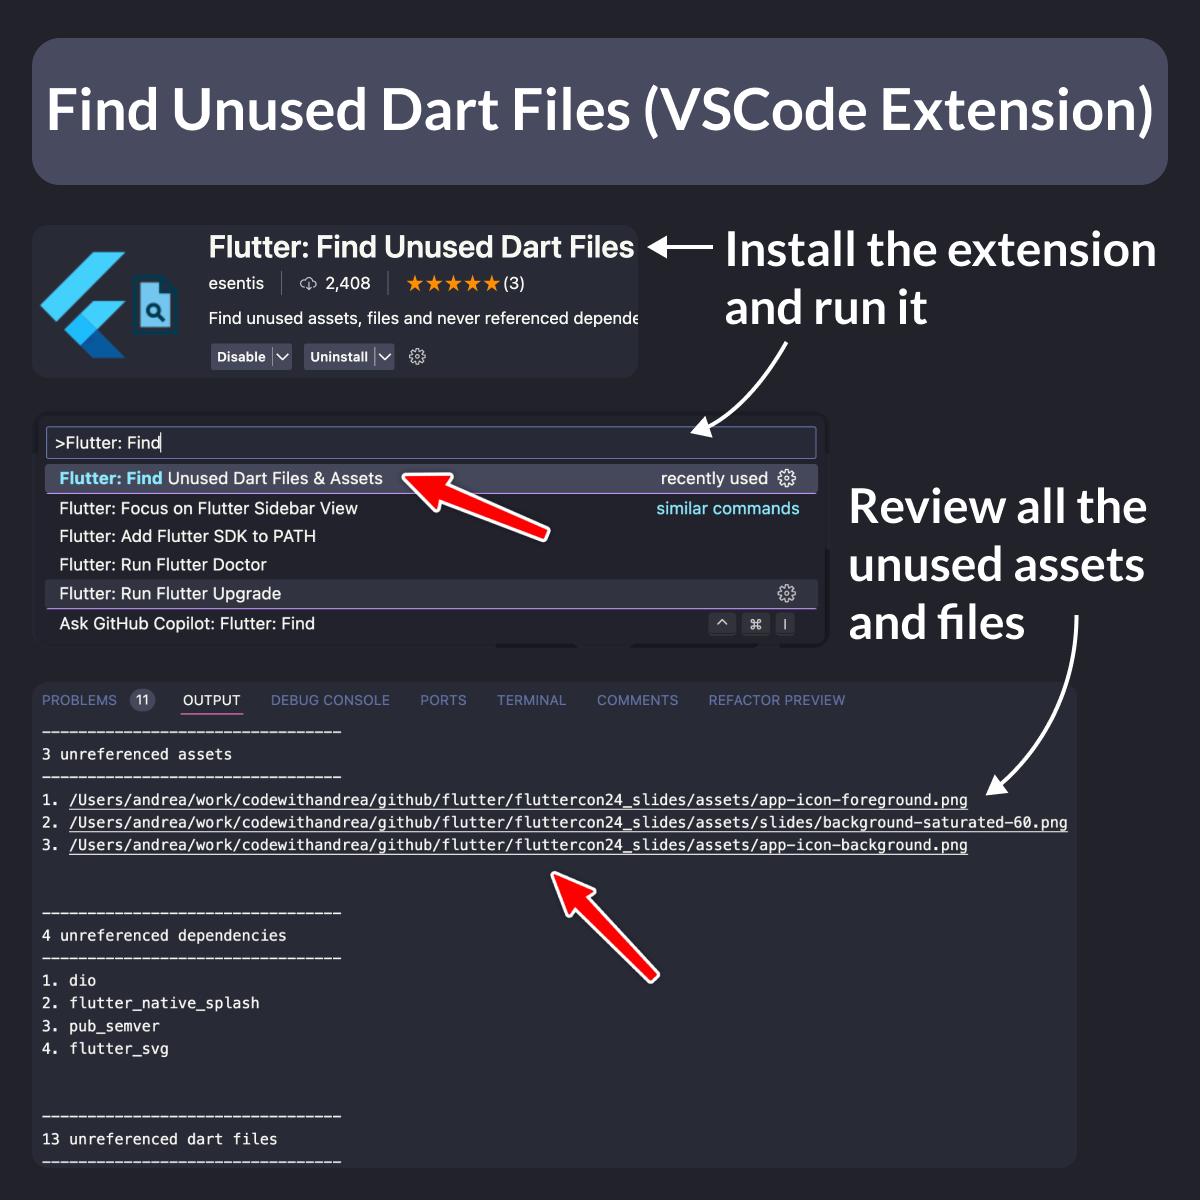 Find Unused Dart Files (VSCode Extension)
Flutter: Find Unused Dart Files
esentis 2,408 ★★★★★ (3)
Find unused assets, files and never referenced depende
Disable Uninstall
Install the extension
and run it
>Flutter: Find
Flutter: Find Unused Dart Files & Assets recently used
Flutter: Focus on Flutter Sidebar View similar commands
Flutter: Add Flutter SDK to PATH
Flutter: Run Flutter Doctor
Flutter: Run Flutter Upgrade
Ask GitHub Copilot: Flutter: Find ^ ⌘ I
Review all the
unused assets
and files
PROBLEMS 11 OUTPUT DEBUG CONSOLE PORTS TERMINAL COMMENTS REFACTOR PREVIEW
---------------------------------
3 unreferenced assets
---------------------------------
1. /Users/andrea/work/codewithandrea/github/flutter/fluttercon24_slides/assets/app-icon-foreground.png
2. /Users/andrea/work/codewithandrea/github/flutter/fluttercon24_slides/assets/slides/background-saturated-60.png
3. /Users/andrea/work/codewithandrea/github/flutter/fluttercon24_slides/assets/app-icon-background.png
---------------------------------
4 unreferenced dependencies
---------------------------------
1. dio
2. flutter_native_splash
3. pub_semver
4. flutter_svg
---------------------------------
13 unreferenced dart files
---------------------------------